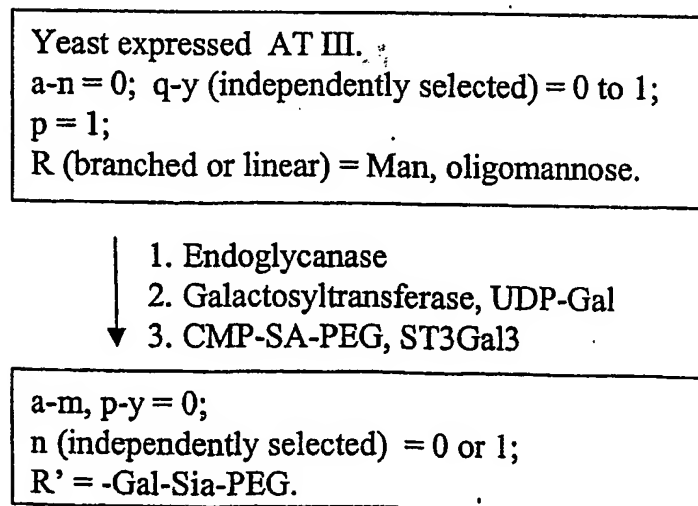 Yeast expressed AT III.
a-n = 0; q-y (independently selected) = 0 to 1;
p = 1;
R (branched or linear) = Man, oligomannose.
1. Endoglycanase
2. Galactosyltransferase, UDP-Gal
3. CMP-SA-PEG, ST3Gal3
a-m, p-y = 0;
n (independently selected) = 0 or 1;
R' = -Gal-Sia-PEG.